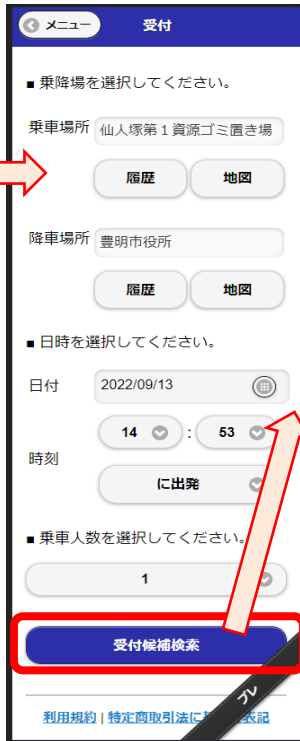 メニュー 受付
■ 乗降場を選択してください。
乗車場所 仙人塚第１資源ゴミ置き場
履歴 地図
降車場所 豊明市役所
履歴 地図
■ 日時を選択してください。
日付 2022/09/13
14 : 53
時刻
に出発
■ 乗車人数を選択してください。
1
受付候補検索
プレ
利用規約 | 特定商取引法に 表記